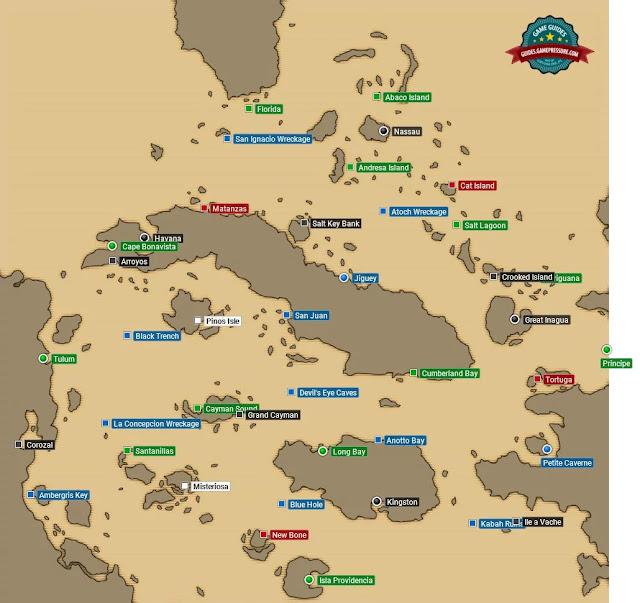 GAME GUIDES
GUIDES.GAMEPRESSURE.COM
Abaco Island
Florida
Nassau
San Ignacio Wreckage
Andresa Island
Cat Island
Matanzas
Atoch Wreckage
Salt Key Bank
Salt Lagoon
Havana
Cape Bonavista
Arroyos
Jiguey
Crooked Island
riguana
San Juan
Pinos Isle
Great Inagua
Black Trench
Tulum
Principe
Cumberland Bay
Tortuga
Devil's Eye Caves
Cayman Sound
Grand Cayman
La Concepcion Wreckage
Anotto Bay
Corozal
Santanillas
Long Bay
Petite Caverne
Misteriosa
Ambergris Key
Blue Hole
Kingston
Kabah Ruins
Ile a Vache
New Bone
Isla Providencia